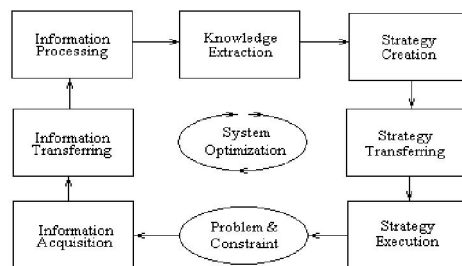 Information
Processing
Knowledge
Extraction
Strategy
Creation
Information
Transferring
System
Optimization
Strategy
Transferring
Information
Acquisition
Problem &
Constraint
Strategy
Execution